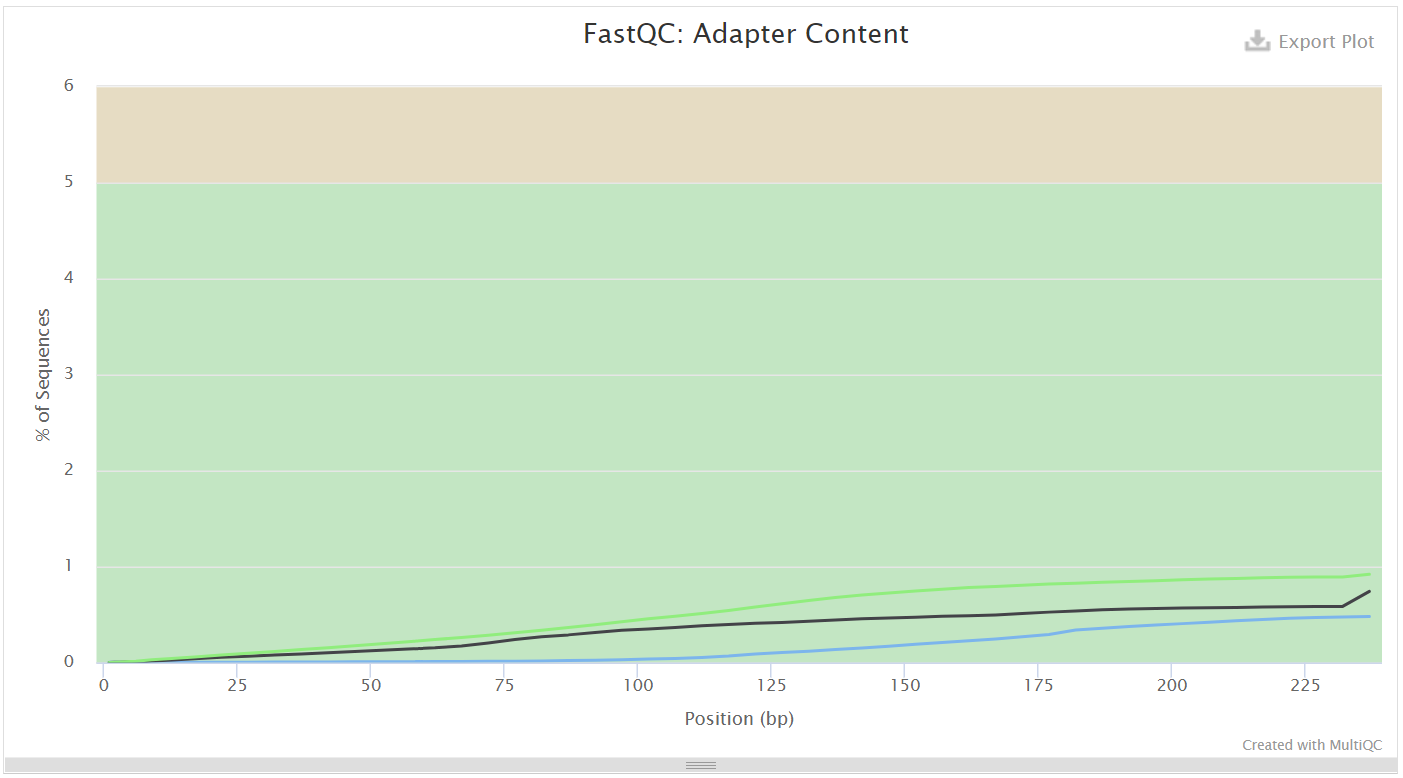 FastQC: Adapter Content
Export Plot
6
5
4
3
2
1
0
% of Sequences
0 25 50 75 100 125 150 175 200 225
Position (bp)
Created with MultiQC